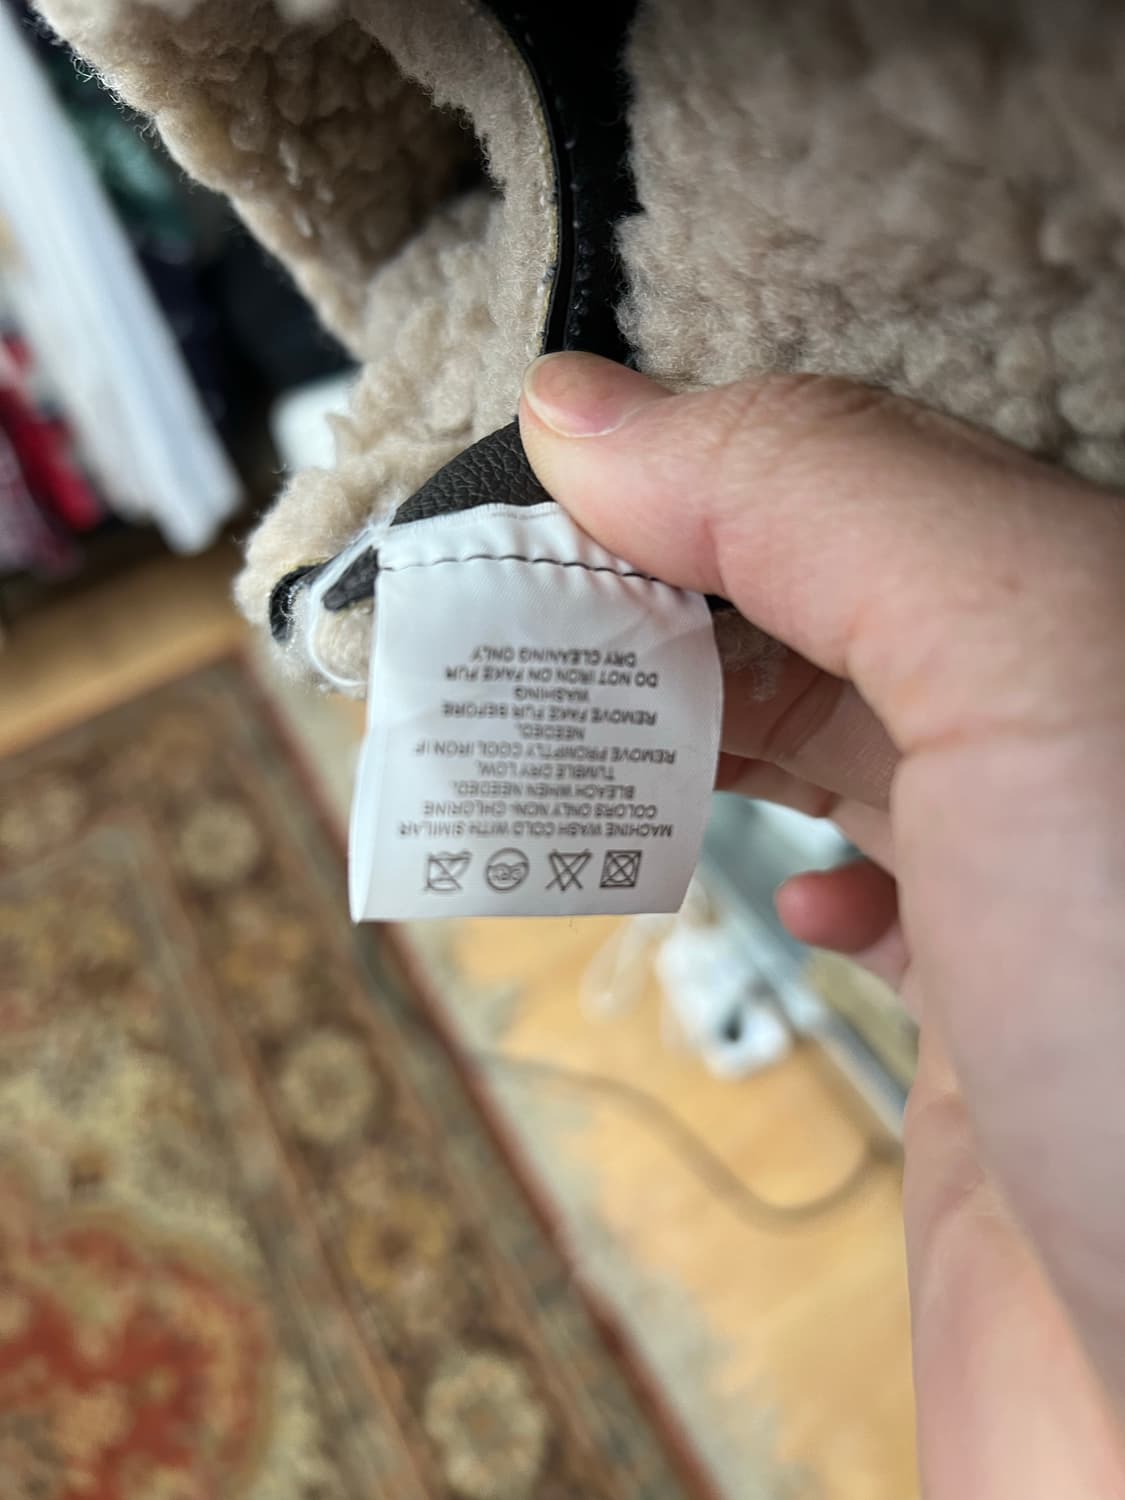 MACHINE WASH COLD WITH SIMILAR
COLORS ONLY NON- CHLORINE
BLEACH WHEN NEEDED.
TUMBLE DRY LOW,
REMOVE PROMPTLY COOL IRON IF
NEEDED.
REMOVE FAKE FUR BEFORE
WASHING
DO NOT IRON ON FAKE FUR
DRY CLEANING ONLY